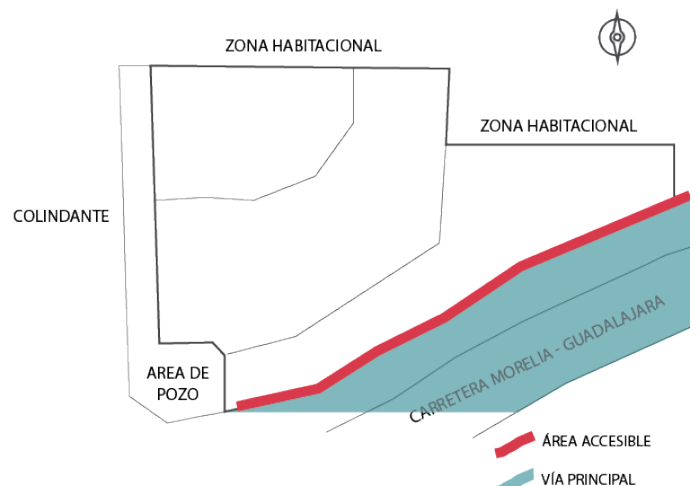 ZONA HABITACIONAL
ZONA HABITACIONAL
COLINDANTE
AREA DE
POZO
CARRETERA MORELIA - GUADALAJARA
ÁREA ACCESIBLE
VÍA PRINCIPAL